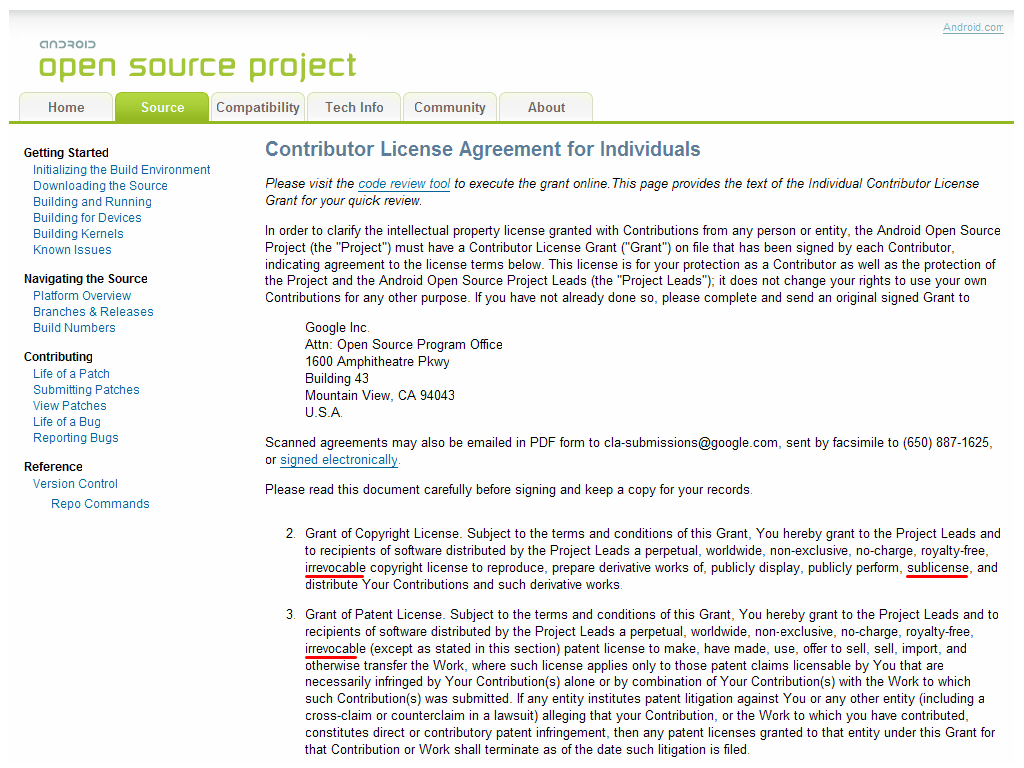 Android.com
ANDROID
open source project
Home Source Compatibility Tech Info Community About
Getting Started
Initializing the Build Environment
Downloading the Source
Building and Running
Building for Devices
Building Kernels
Known Issues
Navigating the Source
Platform Overview
Branches & Releases
Build Numbers
Contributing
Life of a Patch
Submitting Patches
View Patches
Life of a Bug
Reporting Bugs
Reference
Version Control
Repo Commands
Contributor License Agreement for Individuals
Please visit the code review tool to execute the grant online.This page provides the text of the Individual Contributor License
Grant for your quick review.
In order to clarify the intellectual property license granted with Contributions from any person or entity, the Android Open Source
Project (the "Project") must have a Contributor License Grant ("Grant") on file that has been signed by each Contributor,
indicating agreement to the license terms below. This license is for your protection as a Contributor as well as the protection of
the Project and the Android Open Source Project Leads (the "Project Leads"); it does not change your rights to use your own
Contributions for any other purpose. If you have not already done so, please complete and send an original signed Grant to
Google Inc.
Attn: Open Source Program Office
1600 Amphitheatre Pkwy
Building 43
Mountain View, CA 94043
U.S.A.
Scanned agreements may also be emailed in PDF form to cla-submissions@google.com, sent by facsimile to (650) 887-1625,
or signed electronically.
Please read this document carefully before signing and keep a copy for your records.
2. Grant of Copyright License. Subject to the terms and conditions of this Grant, You hereby grant to the Project Leads and
to recipients of software distributed by the Project Leads a perpetual, worldwide, non-exclusive, no-charge, royalty-free,
irrevocable copyright license to reproduce, prepare derivative works of, publicly display, publicly perform, sublicense, and
distribute Your Contributions and such derivative works.
3. Grant of Patent License. Subject to the terms and conditions of this Grant, You hereby grant to the Project Leads and to
recipients of software distributed by the Project Leads a perpetual, worldwide, non-exclusive, no-charge, royalty-free,
irrevocable (except as stated in this section) patent license to make, have made, use, offer to sell, sell, import, and
otherwise transfer the Work, where such license applies only to those patent claims licensable by You that are
necessarily infringed by Your Contribution(s) alone or by combination of Your Contribution(s) with the Work to which
such Contribution(s) was submitted. If any entity institutes patent litigation against You or any other entity (including a
cross-claim or counterclaim in a lawsuit) alleging that your Contribution, or the Work to which you have contributed,
constitutes direct or contributory patent infringement, then any patent licenses granted to that entity under this Grant for
that Contribution or Work shall terminate as of the date such litigation is filed.